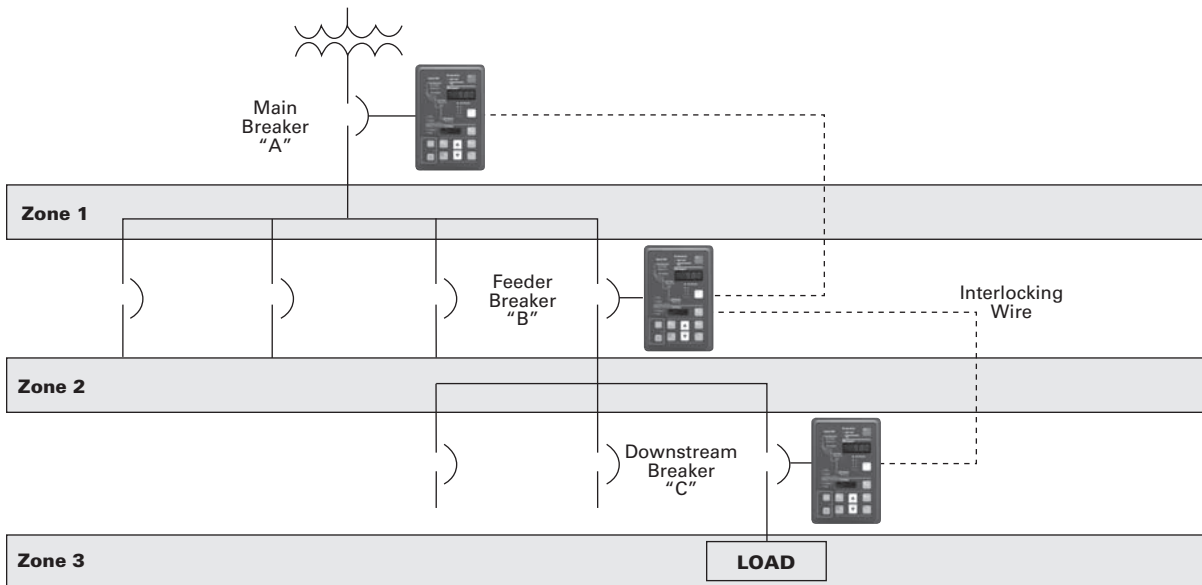 Main
Breaker
“A”
Zone 1
Feeder
Breaker
“B”
Interlocking
Wire
Zone 2
Downstream
Breaker
“C”
Zone 3
LOAD